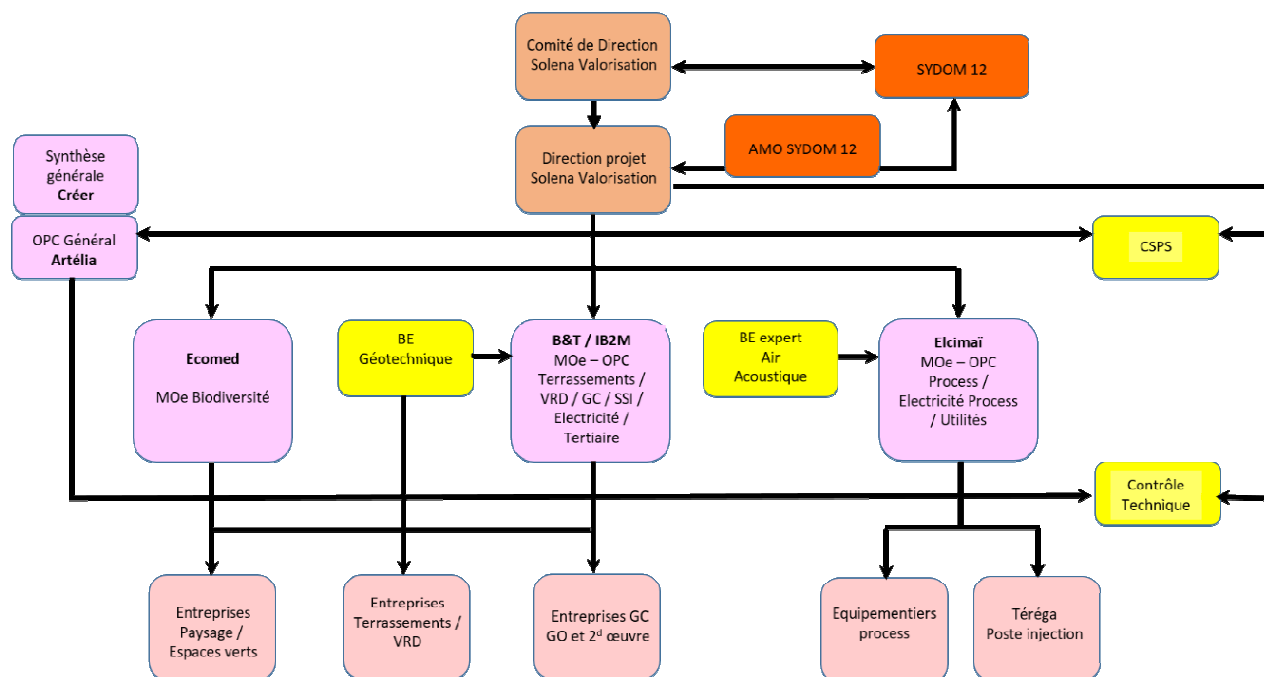 Comité de Direction
Solena Valorisation
SYDOM 12
Direction projet
Solena Valorisation
AMO SYDOM 12
Synthèse
générale
Créer
OPC Général
Artélia
CSPS
Ecomed
MOe Biodiversité
BE
Géotechnique
B&T / IB2M
MOe – OPC
Terrassements /
VRD / GC / SSI /
Electricité /
Tertiaire
BE expert
Air
Acoustique
Elcimaï
MOe – OPC
Process /
Electricité Process
/ Utilités
Contrôle
Technique
Entreprises
Paysage /
Espaces verts
Entreprises
Terrassements /
VRD
Entreprises GC
GO et 2d œuvre
Equipementiers
process
Téréga
Poste injection